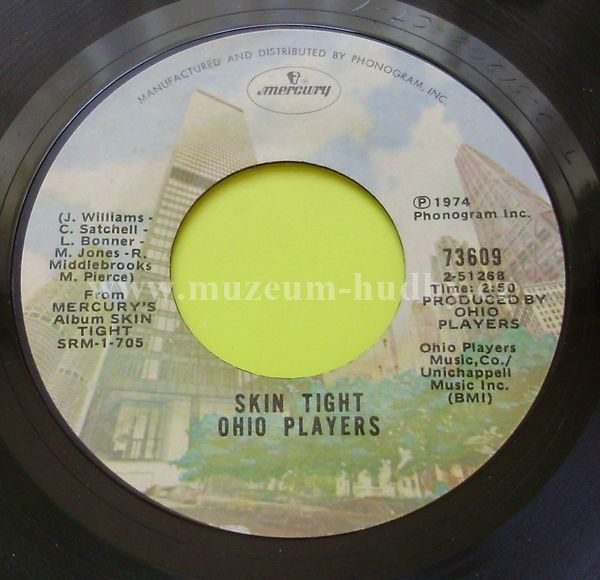 MANUFACTURED AND DISTRIBUTED BY PHONOGRAM, INC.
mercury
(J. Williams -
C. Satchell -
L. Bonner -
M. Jones -R.
Middlebrooks
M. Pierce)
From
MERCURY'S
Album SKIN
TIGHT
SRM-1-705
Ⓟ 1974
Phonogram Inc.
73609
2-51268
Time: 2:50
PRODUCED BY
OHIO
PLAYERS
Ohio Players
Music,Co./
Unichappell
Music Inc.
(BMI)
www.muzeum-hudb
SKIN TIGHT
OHIO PLAYERS